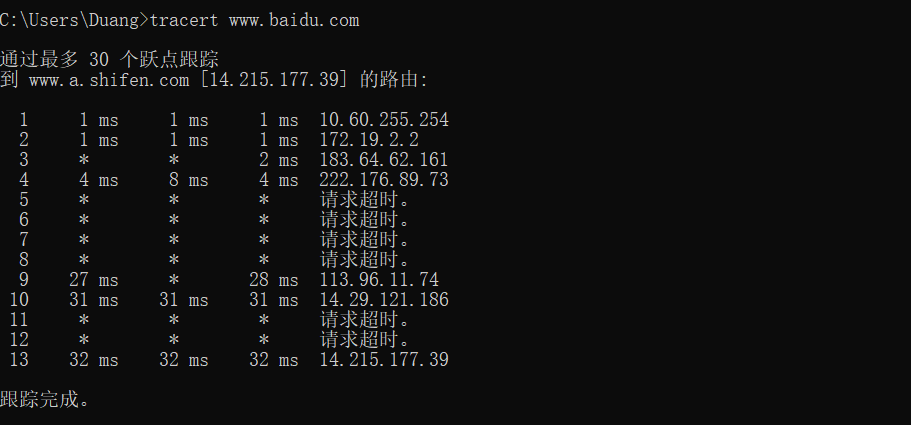 C:\Users\Duang>tracert www.baidu.com
通过最多 30 个跃点跟踪
到 www.a.shifen.com [14.215.177.39] 的路由:
1 1 ms 1 ms 1 ms 10.60.255.254
2 1 ms 1 ms 1 ms 172.19.2.2
3 * * 2 ms 183.64.62.161
4 4 ms 8 ms 4 ms 222.176.89.73
5 * * * 请求超时。
6 * * * 请求超时。
7 * * * 请求超时。
8 * * * 请求超时。
9 27 ms * 28 ms 113.96.11.74
10 31 ms 31 ms 31 ms 14.29.121.186
11 * * * 请求超时。
12 * * * 请求超时。
13 32 ms 32 ms 32 ms 14.215.177.39
跟踪完成。